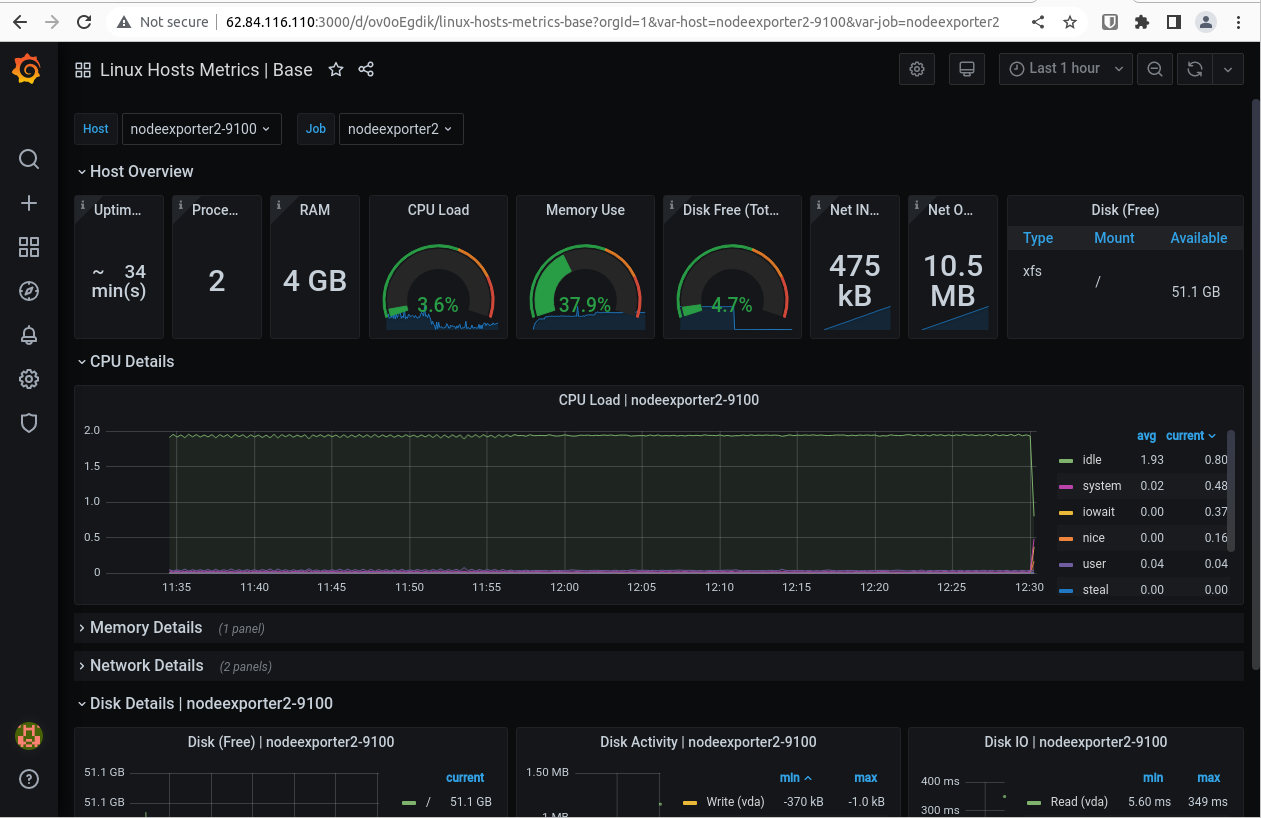 Not secure 62.84.116.110:3000/d/ov0oEgdik/linux-hosts-metrics-base?orgId=1&var-host=nodeexporter2-9100&var-job=nodeexporter2
Linux Hosts Metrics | Base
Last 1 hour
Host nodeexporter2-9100 Job nodeexporter2
Host Overview
Uptim... Proce... RAM CPU Load Memory Use Disk Free (Tot... Net IN... Net O... Disk (Free)
Type Mount Available
~ 34
min(s)
2
4 GB
3.6%
37.9%
4.7%
475
kB
10.5
MB
xfs / 51.1 GB
CPU Details
CPU Load | nodeexporter2-9100
2.0
1.5
1.0
0.5
0
11:35 11:40 11:45 11:50 11:55 12:00 12:05 12:10 12:15 12:20 12:25 12:30
avg current
idle 1.93 0.80
system 0.02 0.48
iowait 0.00 0.37
nice 0.00 0.16
user 0.04 0.04
steal 0.00 0.00
Memory Details (1 panel)
Network Details (2 panels)
Disk Details | nodeexporter2-9100
Disk (Free) | nodeexporter2-9100
51.1 GB
51.1 GB
current
/ 51.1 GB
Disk Activity | nodeexporter2-9100
1.50 MB
1 MB
min max
Write (vda) -370 kB -1.0 kB
Disk IO | nodeexporter2-9100
400 ms
300 ms
min max
Read (vda) 5.60 ms 349 ms